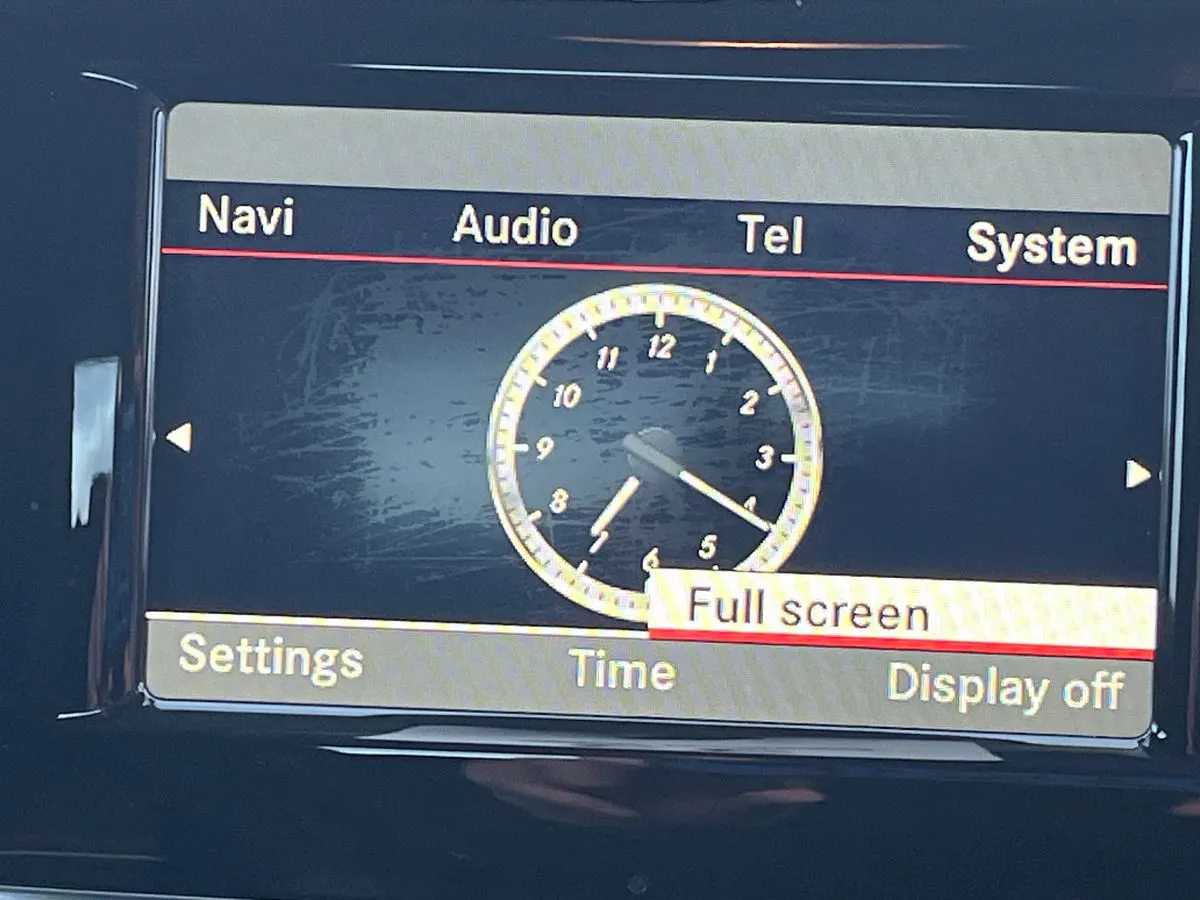 Navi Audio Tel System
12
11 1
10 2
9 3
8 4
7 5
6
Full screen
Settings Time Display off